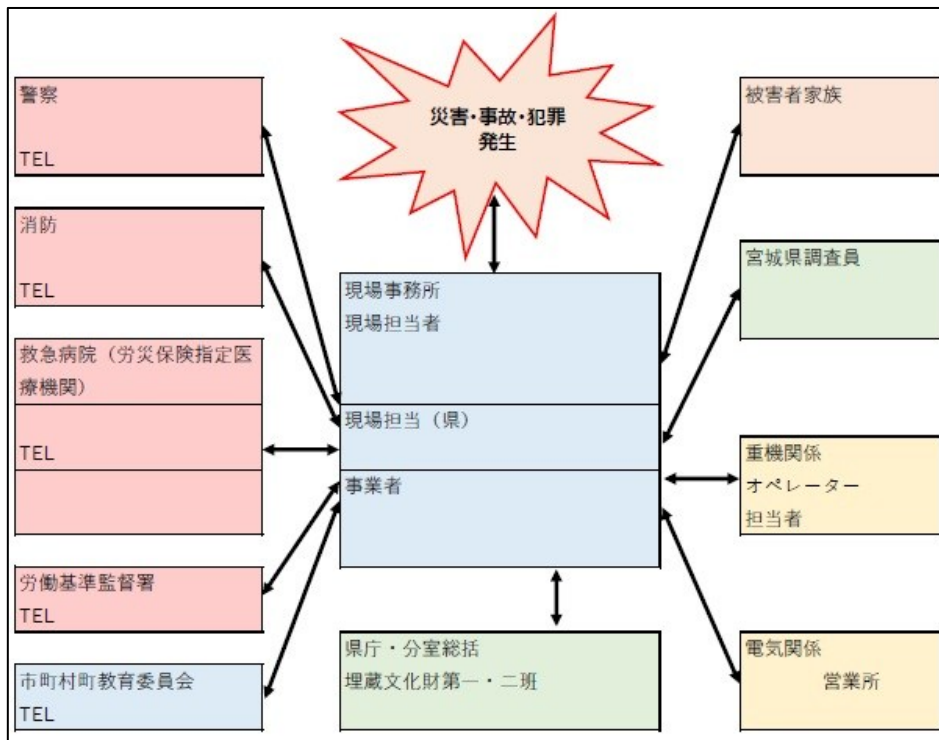 災害・事故・犯罪
発生
警察
TEL
消防
TEL
救急病院（労災保険指定医
療機関）
TEL
労働基準監督署
TEL
市町村町教育委員会
TEL
現場事務所
現場担当者
現場担当（県）
事業者
県庁・分室総括
埋蔵文化財第一・二班
被害者家族
宮城県調査員
重機関係
オペレーター
担当者
電気関係
営業所